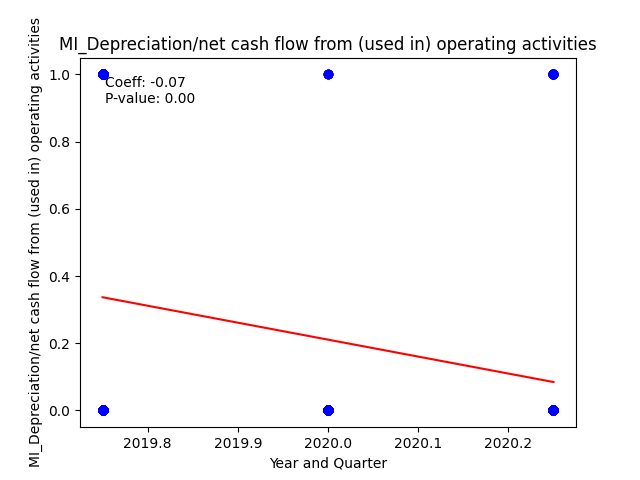 MI_Depreciation/net cash flow from (used in) operating activities
MI_Depreciation/net cash flow from (used in) operating activities
1.0
0.8
0.6
0.4
0.2
0.0
Coeff: -0.07
P-value: 0.00
2019.8 2019.9 2020.0 2020.1 2020.2
Year and Quarter